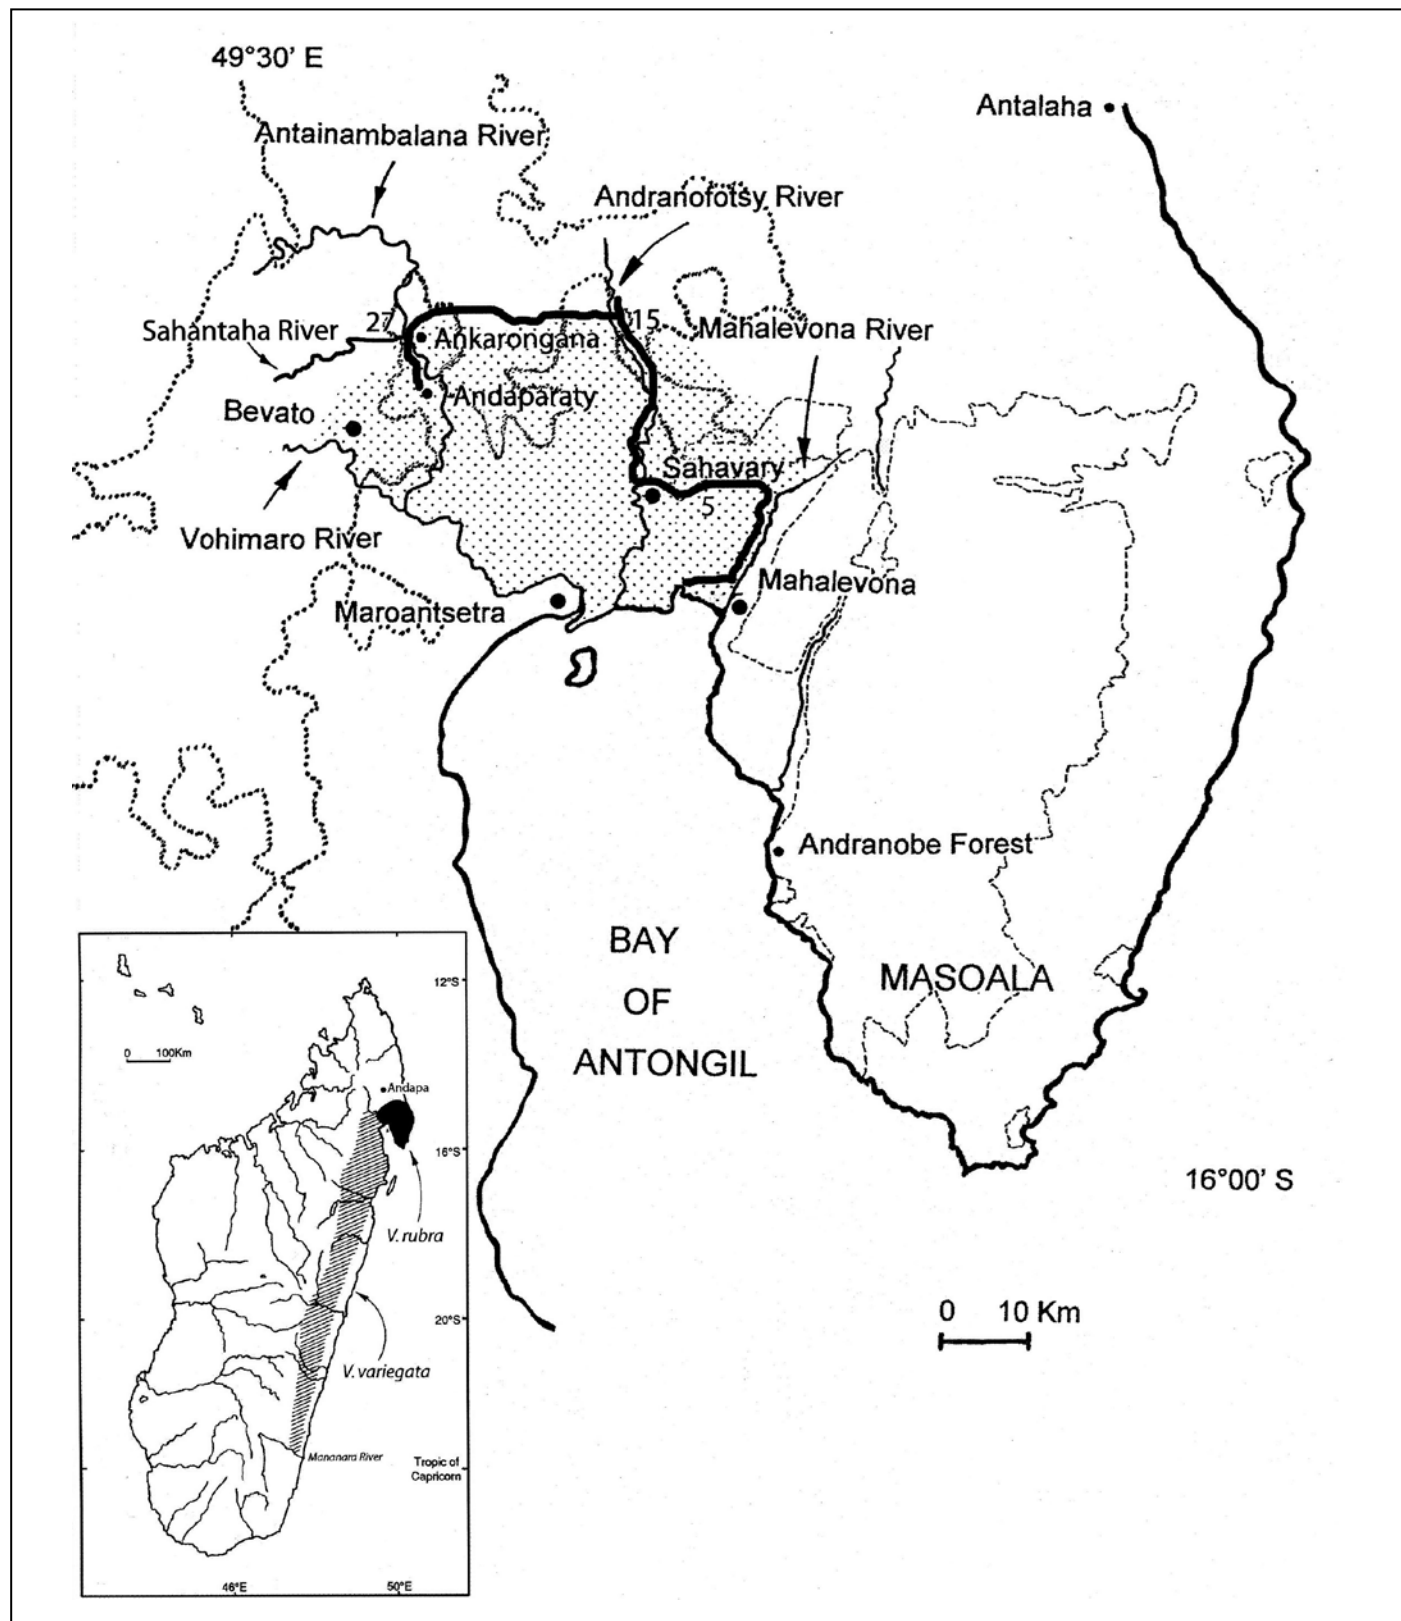 49°30' E
Antalaha
Antainambalana River
Andranofotsy River
27
15
Mahalevona River
Sahantaha River
Ankarongana
Andaparaty
Bevato
Sahavary
5
Vohimaro River
Mahalevona
Maroantsetra
Andranobe Forest
BAY
OF
ANTONGIL
MASOALA
16°00' S
0 10 Km
12°S
0 100Km
Andapa
16°S
V. rubra
20°S
V. variegata
Mananara River
Tropic of
Capricorn
46°E
50°E